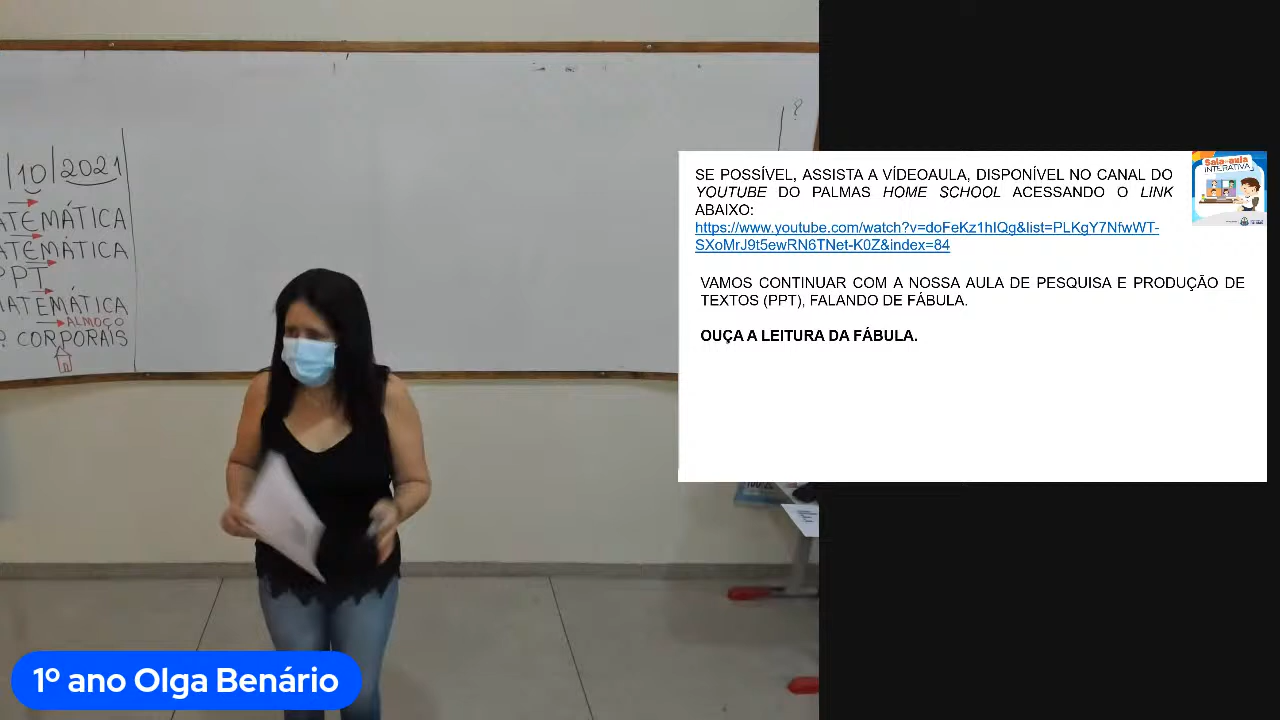 /10/2021
ATEMÁTICA
ATEMÁTICA
PPT
MATEMÁTICA
ALMOÇO
CORPORAIS
?
SE POSSÍVEL, ASSISTA A VÍDEOAULA, DISPONÍVEL NO CANAL DO
YOUTUBE DO PALMAS HOME SCHOOL ACESSANDO O LINK
ABAIXO:
https://www.youtube.com/watch?v=doFeKz1hIQg&list=PLKgY7NfwWT-
SXoMrJ9t5ewRN6TNet-K0Z&index=84
Sala de aula
INTERATIVA
VAMOS CONTINUAR COM A NOSSA AULA DE PESQUISA E PRODUÇÃO DE
TEXTOS (PPT), FALANDO DE FÁBULA.
OUÇA A LEITURA DA FÁBULA.
1º ano Olga Benário